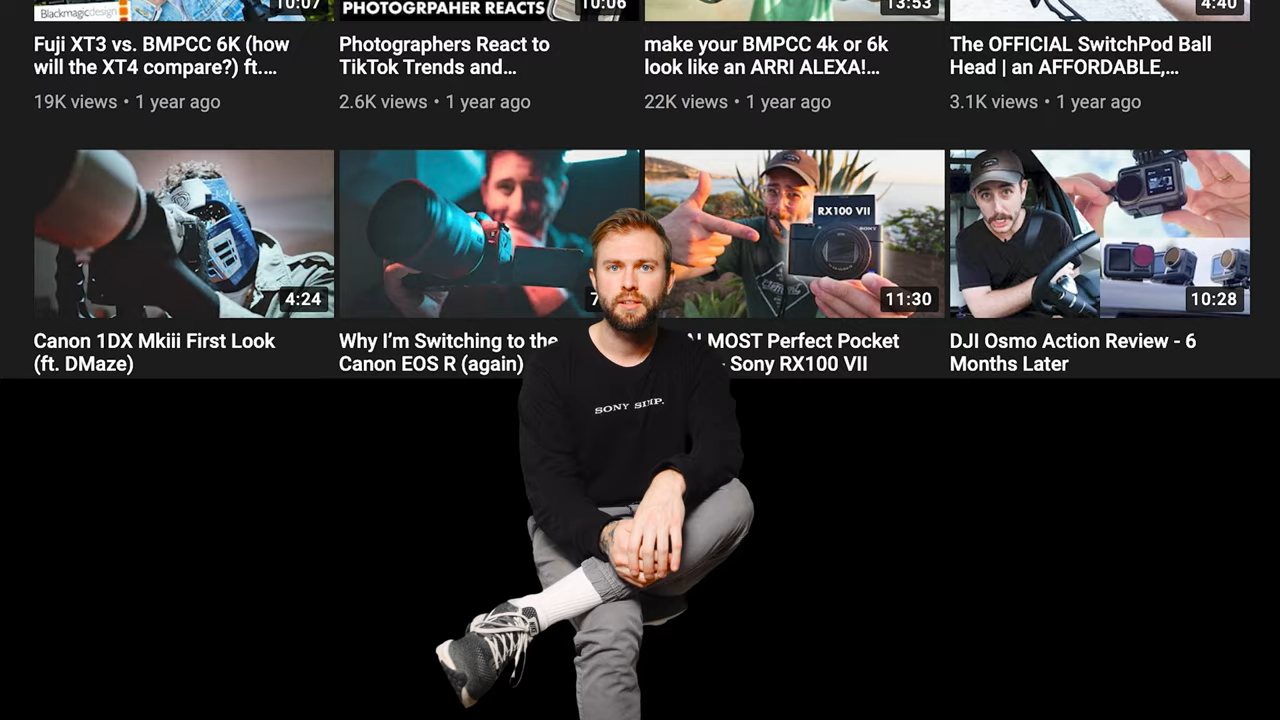 Blackmagicdesign
10:07
PHOTOGRPAHER REACTS
10:06
13:53
4:40
Fuji XT3 vs. BMPCC 6K (how
will the XT4 compare?) ft.…
19K views • 1 year ago
Photographers React to
TikTok Trends and…
2.6K views • 1 year ago
make your BMPCC 4k or 6k
look like an ARRI ALEXA!…
22K views • 1 year ago
The OFFICIAL SwitchPod Ball
Head | an AFFORDABLE,…
3.1K views • 1 year ago
4:24
RX100 VII
SONY
11:30
10:28
Canon 1DX Mkiii First Look
(ft. DMaze)
Why I'm Switching to the
Canon EOS R (again)
ALMOST Perfect Pocket
- Sony RX100 VII
DJI Osmo Action Review - 6
Months Later
SONY SIMP.